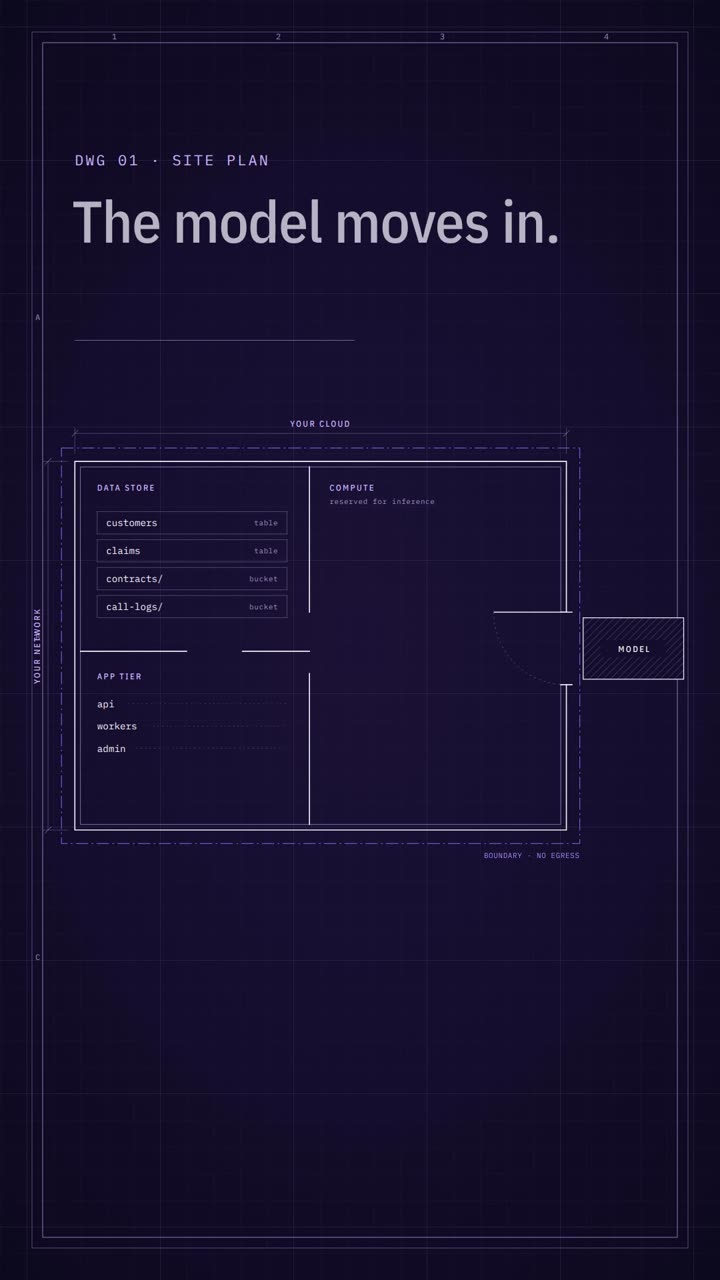 1 2 3 4
DWG 01 · SITE PLAN
The model moves in.
A
YOUR CLOUD
DATA STORE
COMPUTE
reserved for inference
customers table
claims table
contracts/ bucket
call-logs/ bucket
YOUR NETWORK
MODEL
APP TIER
api
workers
admin
BOUNDARY · NO EGRESS
C